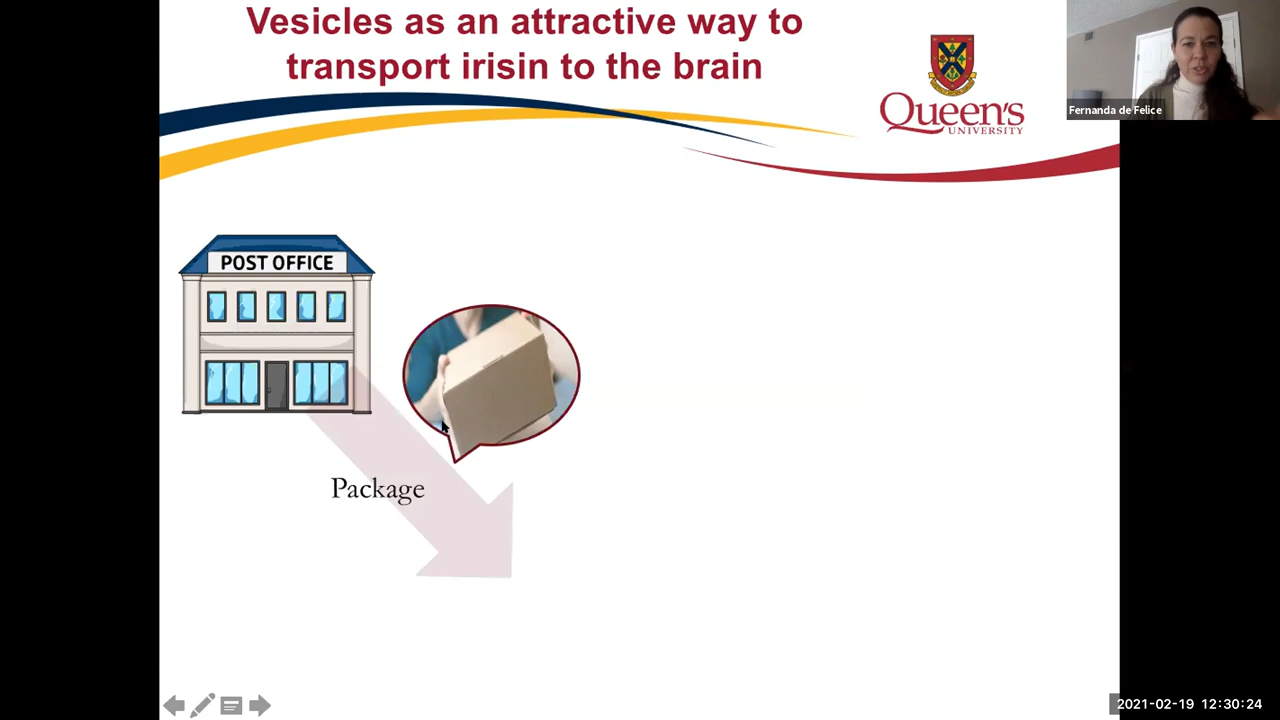 Vesicles as an attractive way to
transport irisin to the brain
Queen's
UNIVERSITY
Fernanda de Felice
POST OFFICE
Package
2021-02-19 12:30:24